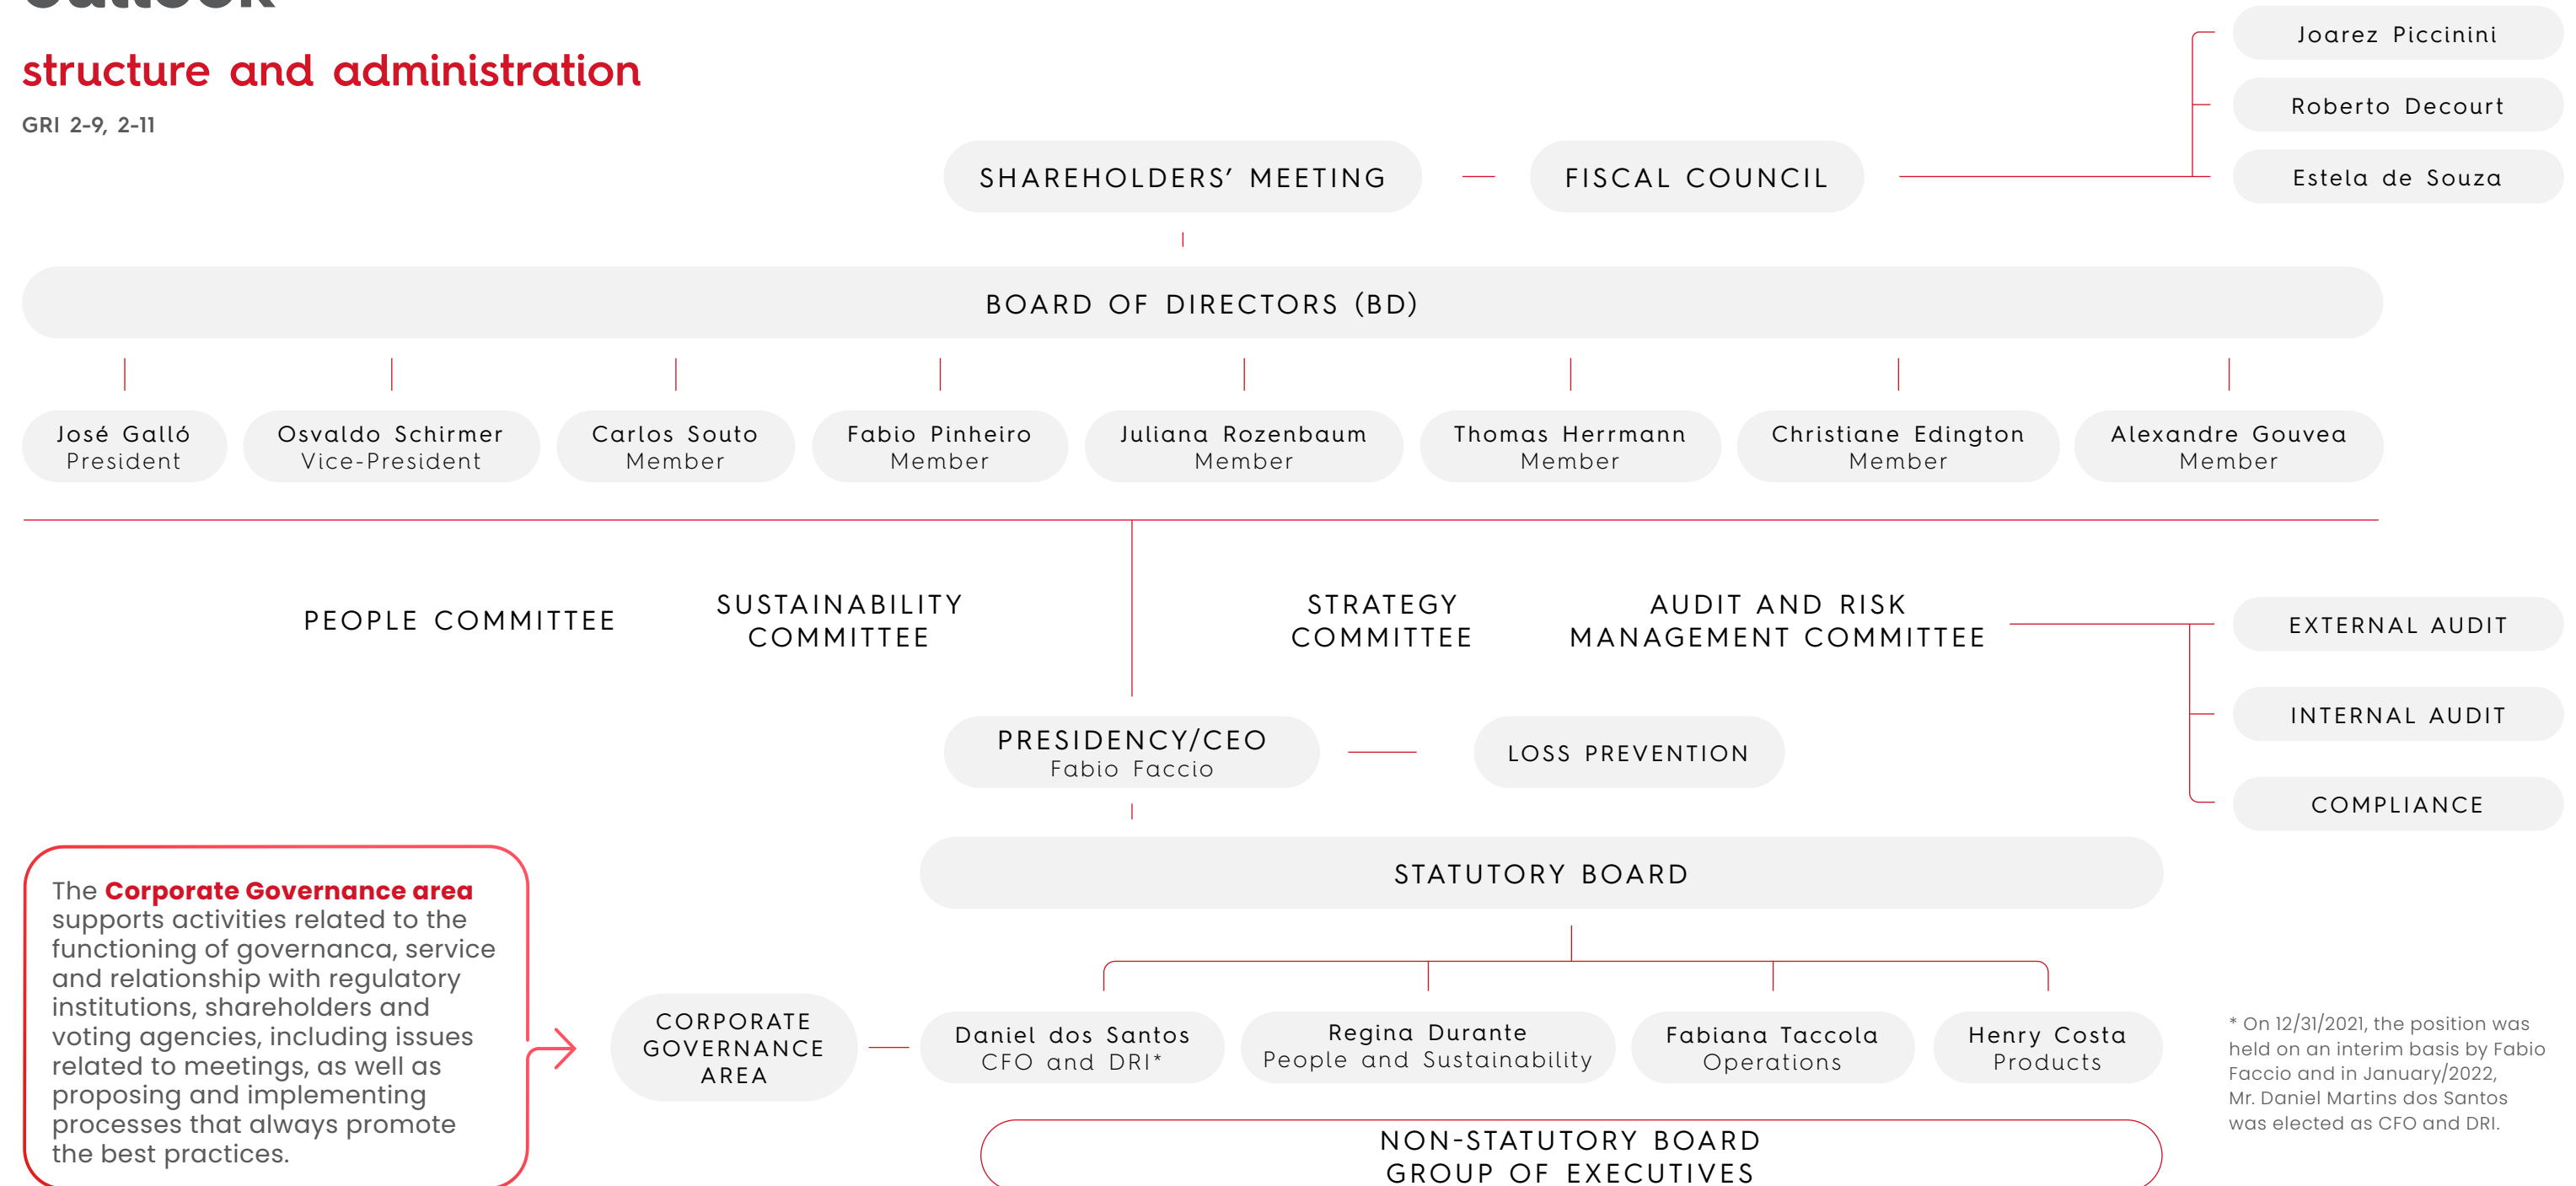 structure and administration
GRI 2-9, 2-11
Joarez Piccinini
Roberto Decourt
Estela de Souza
SHAREHOLDERS’ MEETING
FISCAL COUNCIL
BOARD OF DIRECTORS (BD)
José Galló
President
Osvaldo Schirmer
Vice-President
Carlos Souto
Member
Fabio Pinheiro
Member
Juliana Rozenbaum
Member
Thomas Herrmann
Member
Christiane Edington
Member
Alexandre Gouvea
Member
PEOPLE COMMITTEE
SUSTAINABILITY
COMMITTEE
STRATEGY
COMMITTEE
AUDIT AND RISK
MANAGEMENT COMMITTEE
EXTERNAL AUDIT
INTERNAL AUDIT
COMPLIANCE
PRESIDENCY/CEO
Fabio Faccio
LOSS PREVENTION
STATUTORY BOARD
The Corporate Governance area
supports activities related to the
functioning of governanca, service
and relationship with regulatory
institutions, shareholders and
voting agencies, including issues
related to meetings, as well as
proposing and implementing
processes that always promote
the best practices.
CORPORATE
GOVERNANCE
AREA
Daniel dos Santos
CFO and DRI*
Regina Durante
People and Sustainability
Fabiana Taccola
Operations
Henry Costa
Products
* On 12/31/2021, the position was
held on an interim basis by Fabio
Faccio and in January/2022,
Mr. Daniel Martins dos Santos
was elected as CFO and DRI.
NON-STATUTORY BOARD
GROUP OF EXECUTIVES